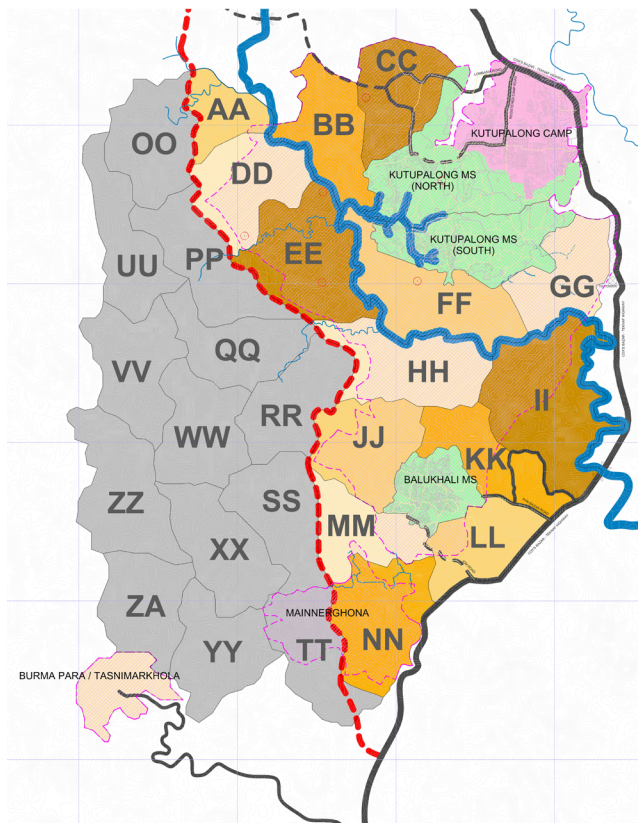 CC
AA
BB
KUTUPALONG CAMP
OO
DD
KUTUPALONG MS
(NORTH)
KUTUPALONG MS
(SOUTH)
EE
PP
UU
GG
FF
QQ
VV
HH
II
RR
JJ
WW
KK
BALUKHALI MS
SS
ZZ
MM
LL
XX
ZA
MAINNERGHONA
NN
YY
TT
BURMA PARA / TASNIMARKHOLA